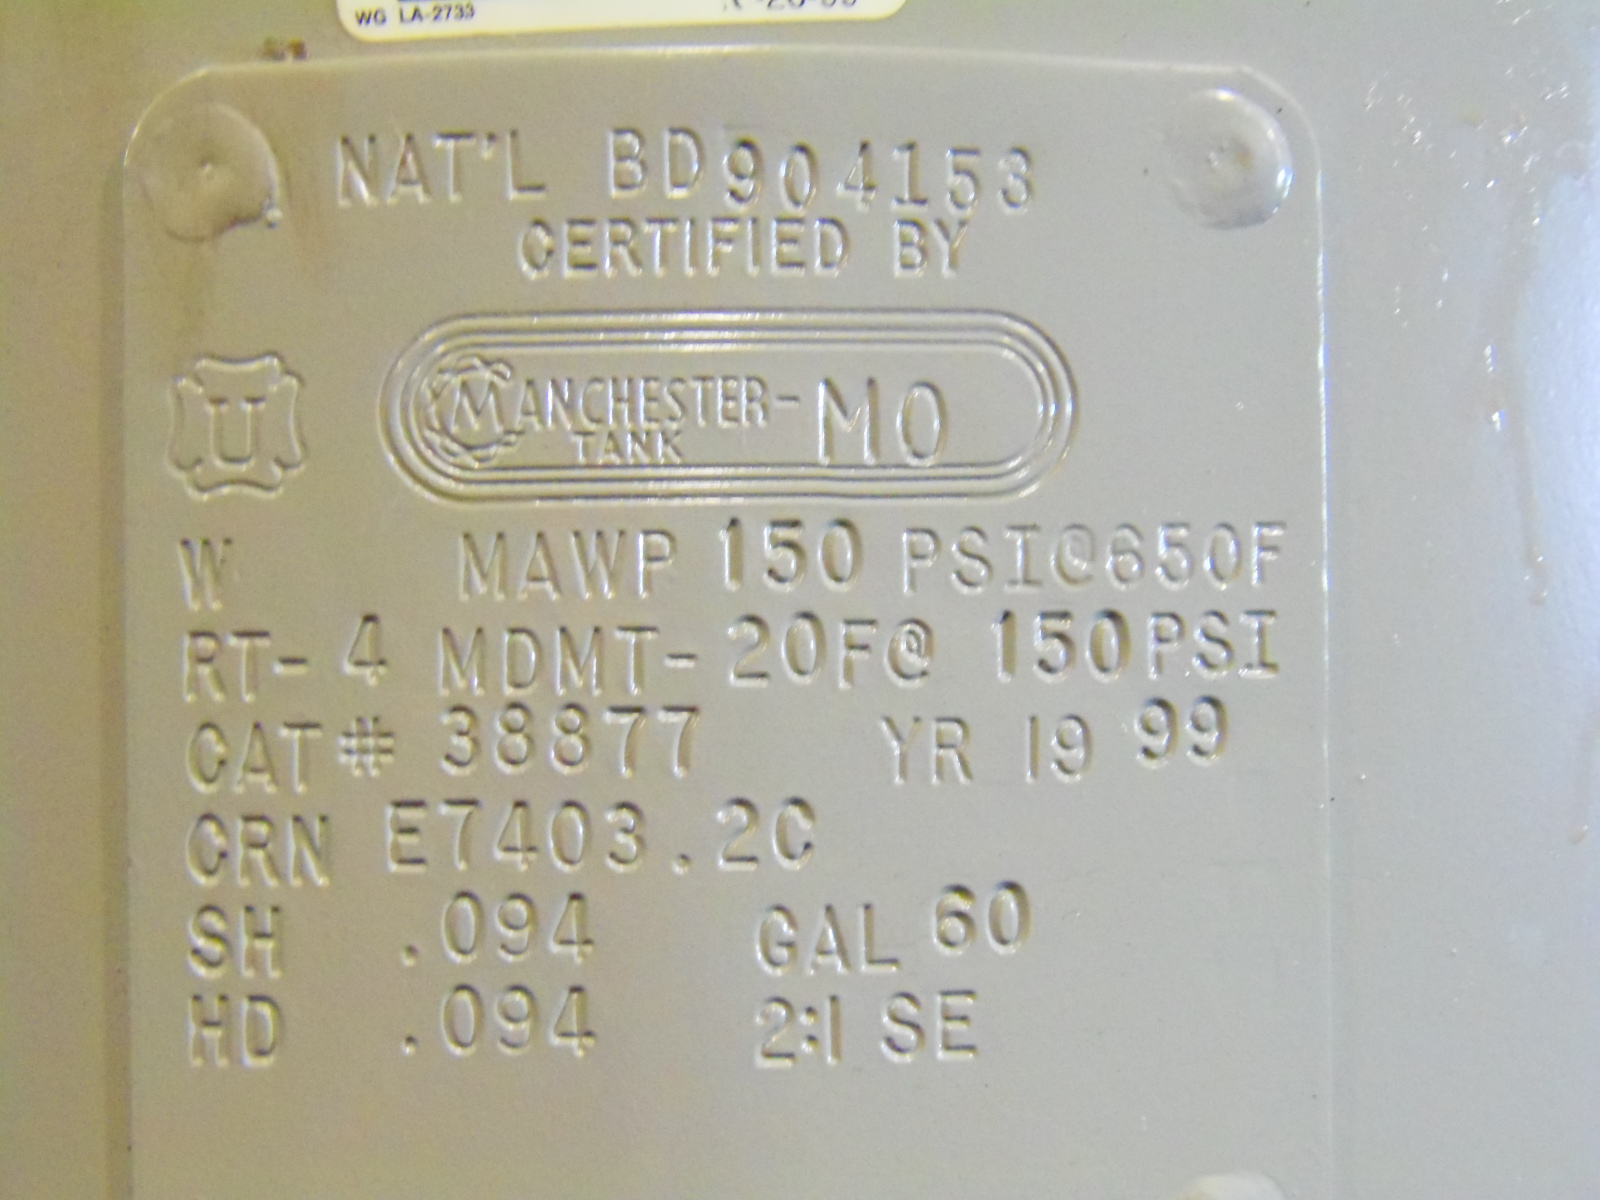 WG LA-2733
NAT'L BD 904153
CERTIFIED BY
U
MANCHESTER - MO
TANK
W MAWP 150 PSI@650F
RT-4 MDMT-20F@ 150PSI
CAT# 38877 YR 19 99
CRN E7403.2C
SH .094 GAL 60
HD .094 2:1 SE